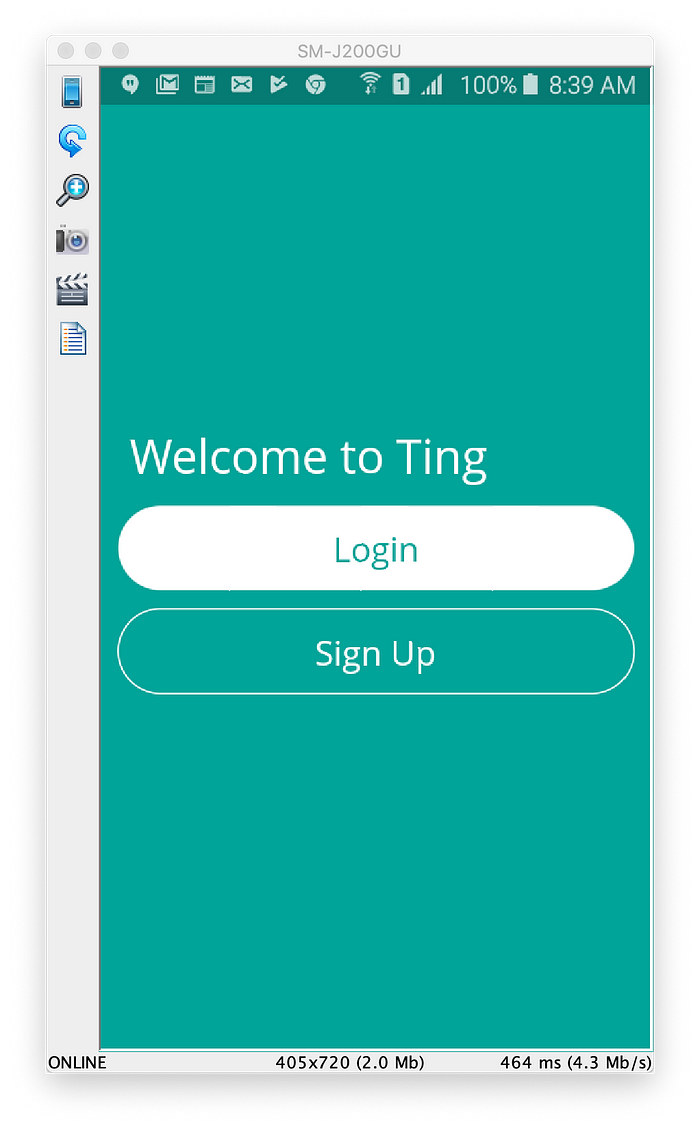 SM-J200GU
1 100% 8:39 AM
Welcome to Ting
Login
Sign Up
ONLINE 405x720 (2.0 Mb) 464 ms (4.3 Mb/s)